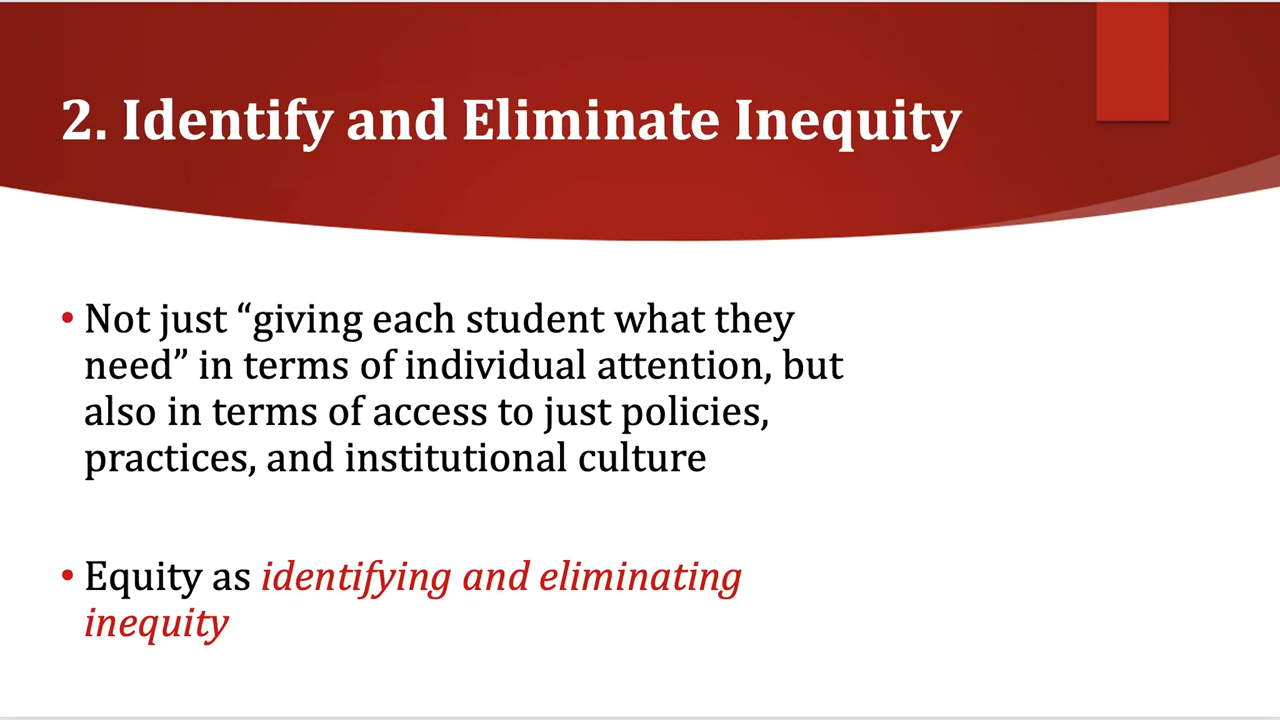 2. Identify and Eliminate Inequity
• Not just “giving each student what they
need” in terms of individual attention, but
also in terms of access to just policies,
practices, and institutional culture
• Equity as identifying and eliminating
inequity